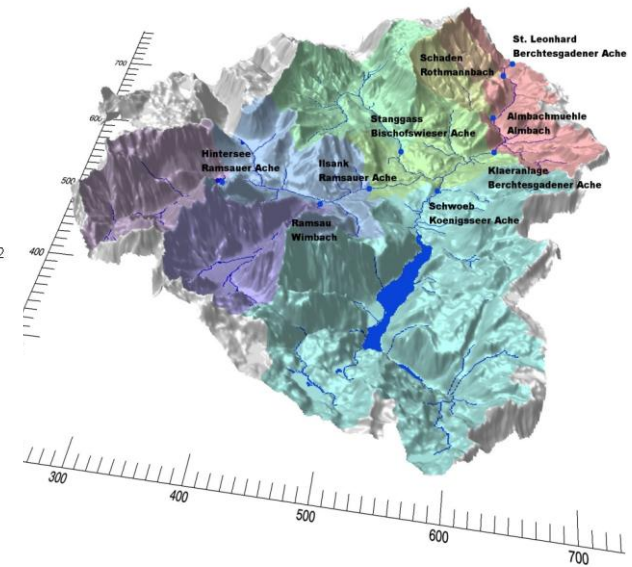 St. Leonhard
Berchtesgadener Ache
Schaden
Rothmannbach
Almbachmuehle
Almbach
Stanggass
Bischofswieser Ache
Hintersee
Ramsauer Ache
Ilsank
Ramsauer Ache
Klaeranlage
Berchtesgadener Ache
Schwoeb
Koenigsseer Ache
Ramsau
Wimbach
700
600
500
400
2
300
400
500
600
700